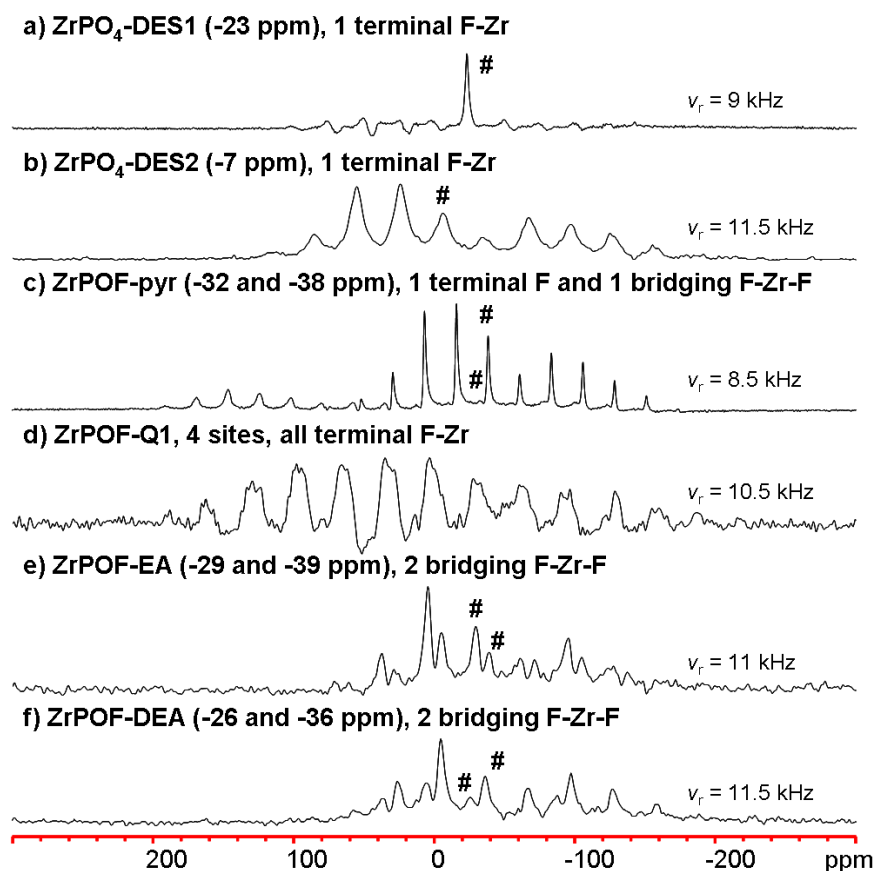 a) ZrPO₄-DES1 (-23 ppm), 1 terminal F-Zr
#
νᵣ = 9 kHz
b) ZrPO₄-DES2 (-7 ppm), 1 terminal F-Zr
#
νᵣ = 11.5 kHz
c) ZrPOF-pyr (-32 and -38 ppm), 1 terminal F and 1 bridging F-Zr-F
#
#
νᵣ = 8.5 kHz
d) ZrPOF-Q1, 4 sites, all terminal F-Zr
νᵣ = 10.5 kHz
e) ZrPOF-EA (-29 and -39 ppm), 2 bridging F-Zr-F
#
#
νᵣ = 11 kHz
f) ZrPOF-DEA (-26 and -36 ppm), 2 bridging F-Zr-F
#
#
νᵣ = 11.5 kHz
200 100 0 -100 -200 ppm